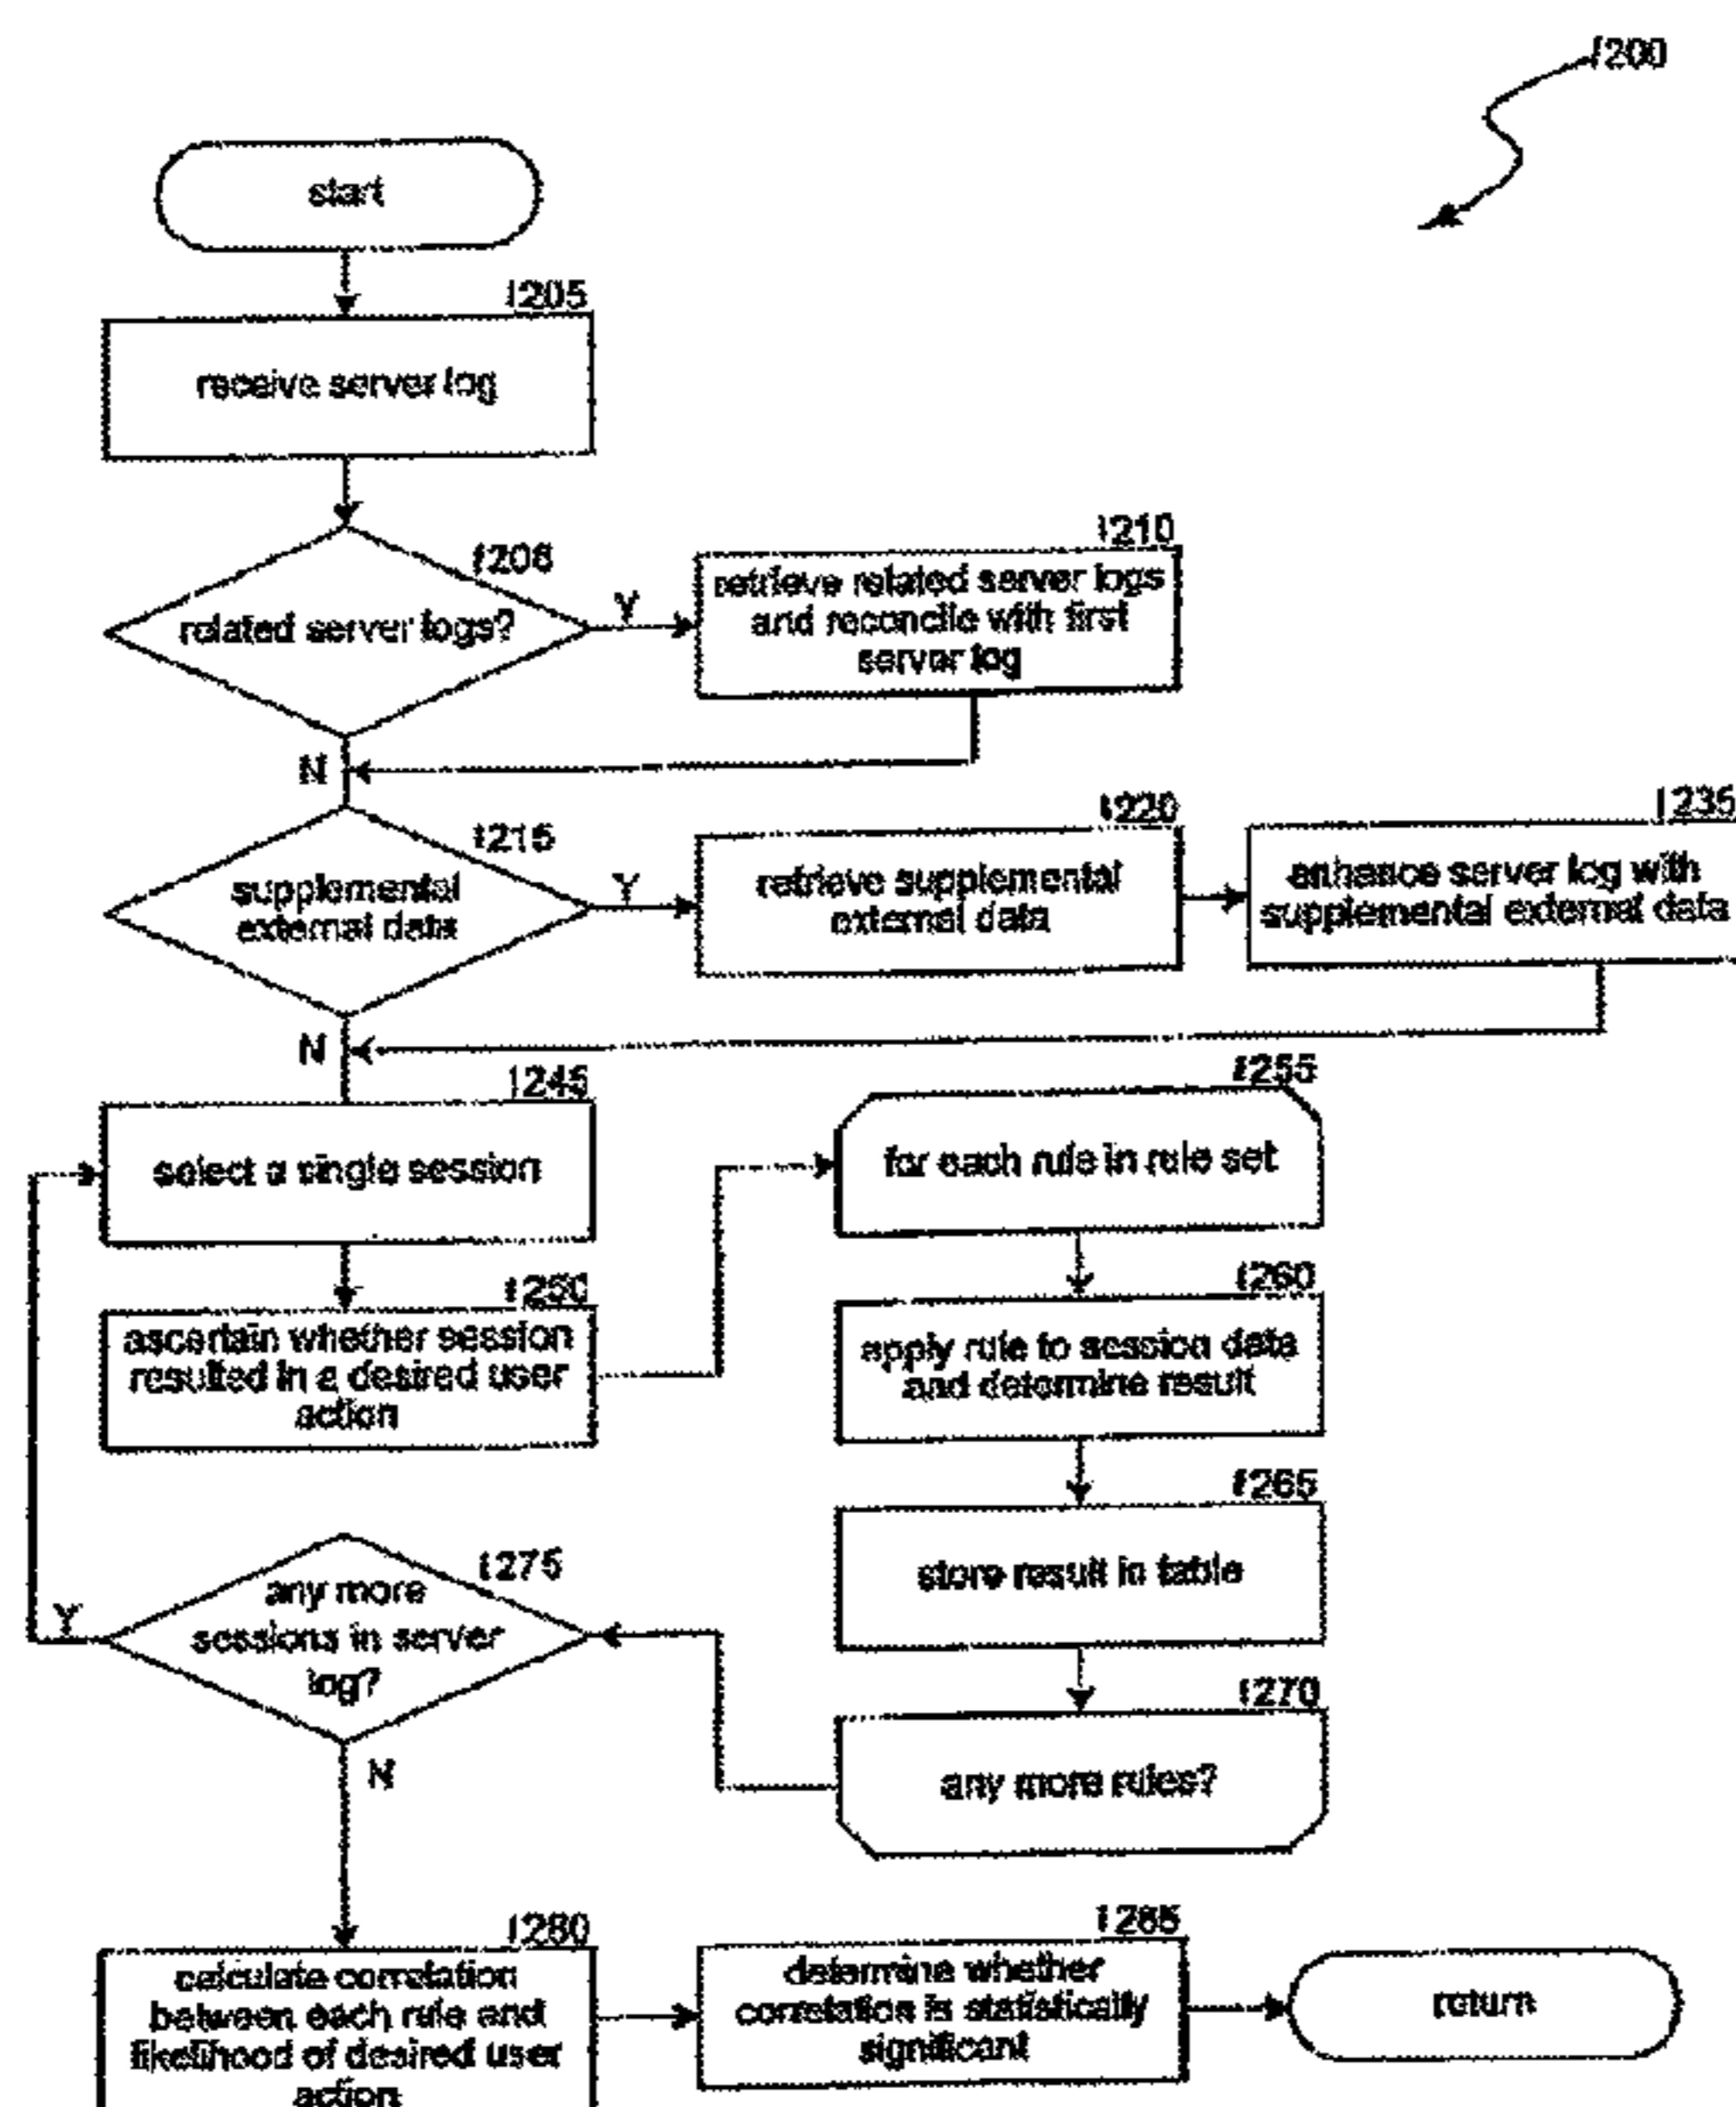 1200
start
1205
receive server log
1206
related server logs?
Y
1210
retrieve related server logs
and reconcile with first
server log
N
1215
supplemental
external data
Y
1220
retrieve supplemental
external data
1235
enhance server log with
supplemental external data
N
1245
select a single session
1250
ascertain whether session
resulted in a desired user
action
1255
for each rule in rule set
1260
apply rule to session data
and determine result
1265
store result in table
1270
any more rules?
1275
any more
sessions in server
log?
Y
N
1280
calculate correlation
between each rule and
likelihood of desired user
action
1285
determine whether
correlation is statistically
significant
return